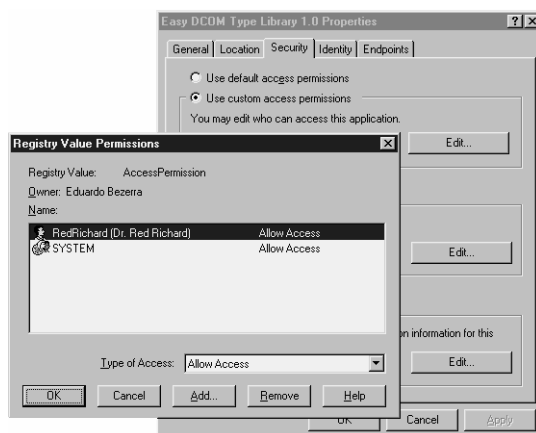 Easy DCOM Type Library 1.0 Properties
General Location Security Identity Endpoints
Use default access permissions
Use custom access permissions
You may edit who can access this application.
Edit...
Edit...
on information for this
Edit...
OK Cancel Apply
Registry Value Permissions
Registry Value: AccessPermission
Owner: Eduardo Bezerra
Name:
RedRichard (Dr. Red Richard) Allow Access
SYSTEM Allow Access
Type of Access: Allow Access
OK Cancel Add... Remove Help